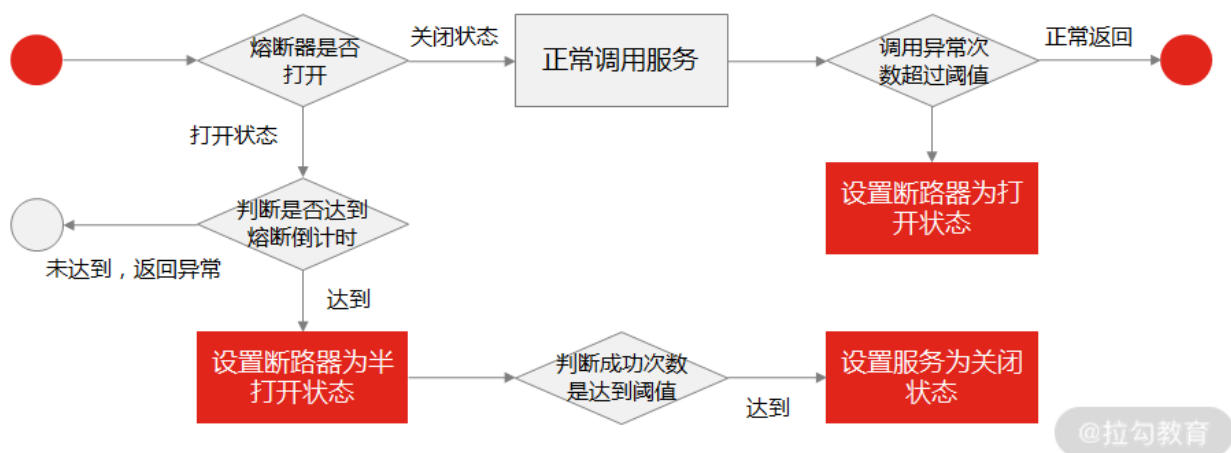 熔断器是否
打开
关闭状态
正常调用服务
调用异常次
数超过阈值
正常返回
打开状态
设置断路器为打
开状态
判断是否达到
熔断倒计时
未达到，返回异常
达到
设置断路器为半
打开状态
判断成功次数
是达到阈值
达到
设置服务为关闭
状态
@拉勾教育